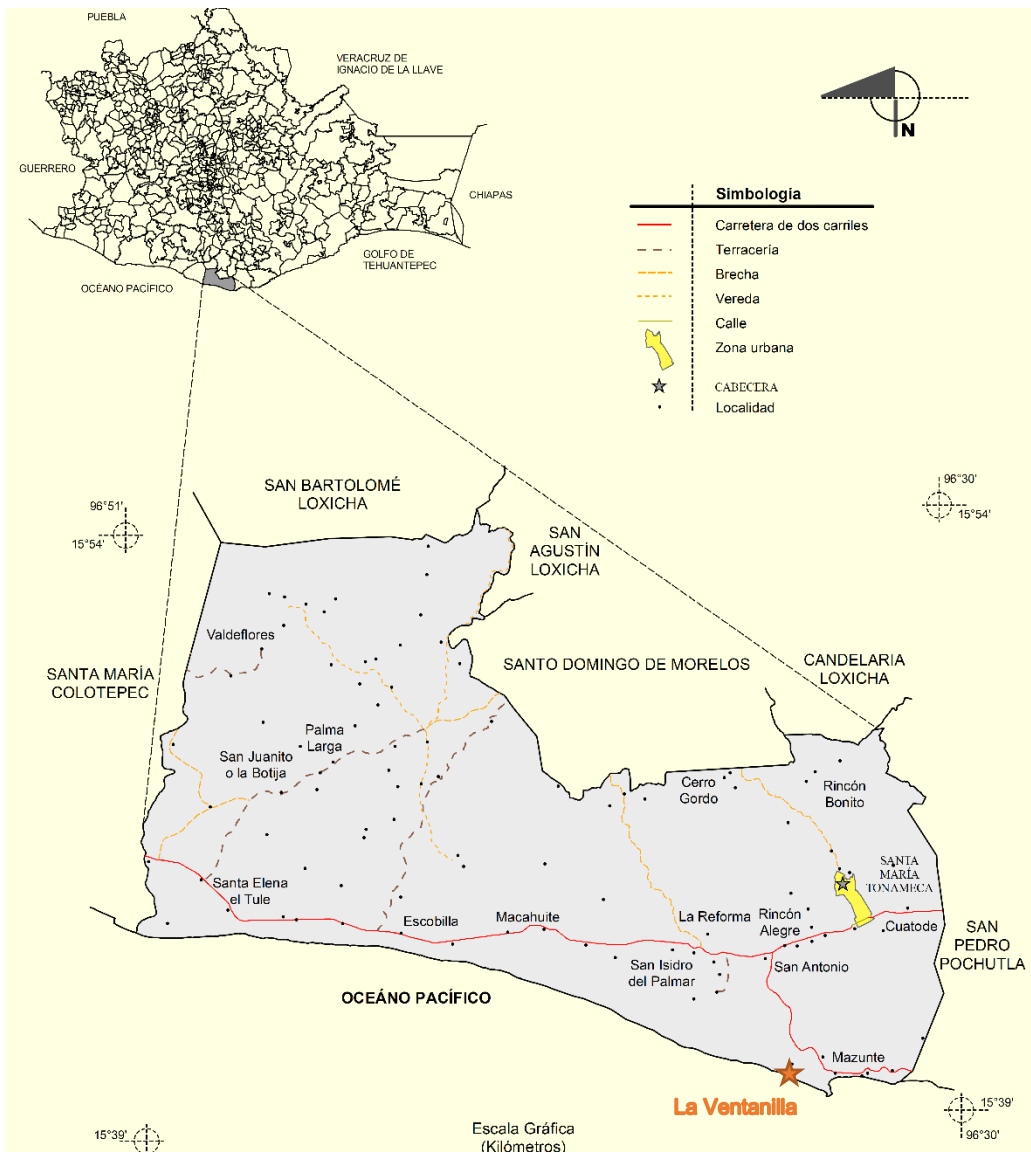 PUEBLA
VERACRUZ DE
IGNACIO DE LA LLAVE
GUERRERO
CHIAPAS
GOLFO DE
TEHUANTEPEC
OCÉANO PACÍFICO
N
Simbología
Carretera de dos carriles
Terracería
Brecha
Vereda
Calle
Zona urbana
CABECERA
Localidad
SAN BARTOLOMÉ
LOXICHA
96°51'
15°54'
96°30'
15°54'
SAN
AGUSTÍN
LOXICHA
Valdeflores
SANTA MARÍA
COLOTEPEC
SANTO DOMINGO DE MORELOS
CANDELARIA
LOXICHA
Palma
Larga
San Juanito
o la Botija
Cerro
Gordo
Rincón
Bonito
SANTA
MARÍA
TONAMECA
Santa Elena
el Tule
Escobilla
Macahuite
La Reforma
Rincón
Alegre
Cuatode
SAN
PEDRO
POCHUTLA
San Isidro
del Palmar
San Antonio
OCEÁNO PACÍFICO
Mazunte
La Ventanilla
15°39'
96°30'
15°39'
Escala Gráfica
(Kilómetros)